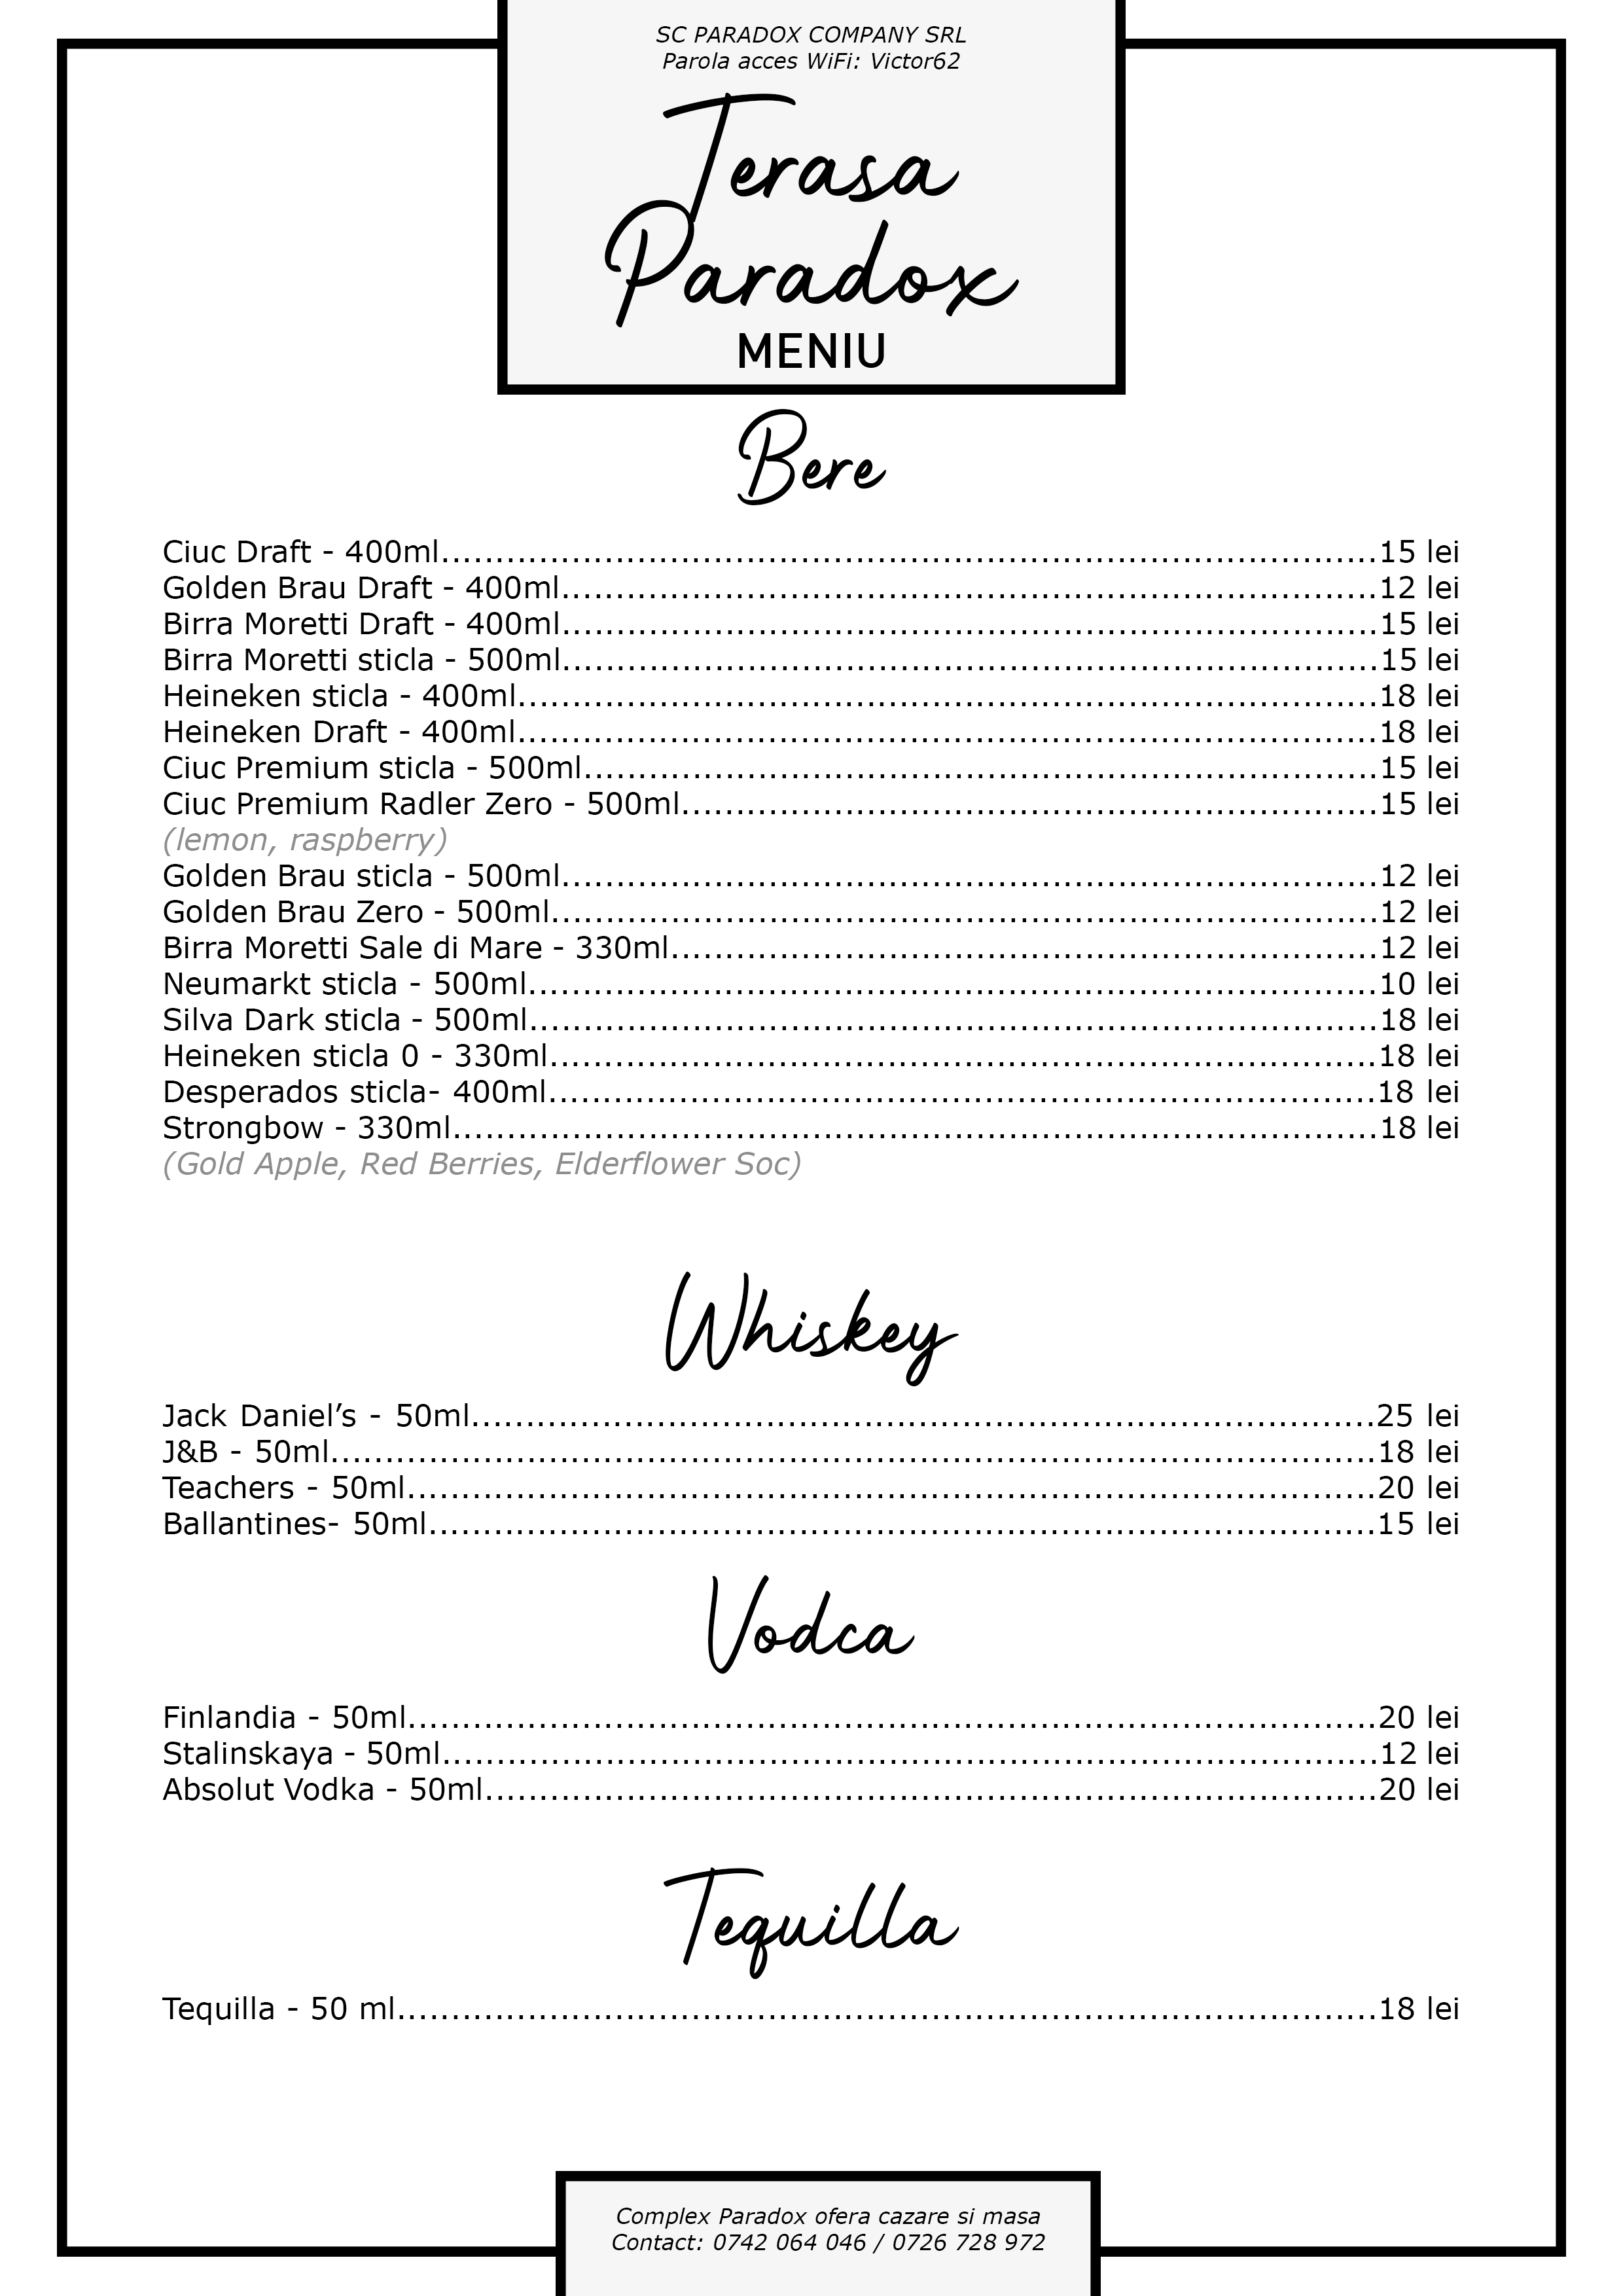 SC PARADOX COMPANY SRL
Parola acces WiFi: Victor62
Terasa
Paradox
MENIU
Bere
Ciuc Draft - 400ml......................................................................................15 lei
Golden Brau Draft - 400ml...........................................................................12 lei
Birra Moretti Draft - 400ml...........................................................................15 lei
Birra Moretti sticla - 500ml...........................................................................15 lei
Heineken sticla - 400ml...............................................................................18 lei
Heineken Draft - 400ml...............................................................................18 lei
Ciuc Premium sticla - 500ml.........................................................................15 lei
Ciuc Premium Radler Zero - 500ml................................................................15 lei
(lemon, raspberry)
Golden Brau sticla - 500ml...........................................................................12 lei
Golden Brau Zero - 500ml............................................................................12 lei
Birra Moretti Sale di Mare - 330ml.................................................................12 lei
Neumarkt sticla - 500ml..............................................................................10 lei
Silva Dark sticla - 500ml..............................................................................18 lei
Heineken sticla 0 - 330ml............................................................................18 lei
Desperados sticla- 400ml............................................................................18 lei
Strongbow - 330ml.....................................................................................18 lei
(Gold Apple, Red Berries, Elderflower Soc)
Whiskey
Jack Daniel’s - 50ml...................................................................................25 lei
J&B - 50ml................................................................................................18 lei
Teachers - 50ml.........................................................................................20 lei
Ballantines- 50ml.......................................................................................15 lei
Vodca
Finlandia - 50ml.........................................................................................20 lei
Stalinskaya - 50ml......................................................................................12 lei
Absolut Vodka - 50ml..................................................................................20 lei
Tequilla
Tequilla - 50 ml..........................................................................................18 lei
Complex Paradox ofera cazare si masa
Contact: 0742 064 046 / 0726 728 972